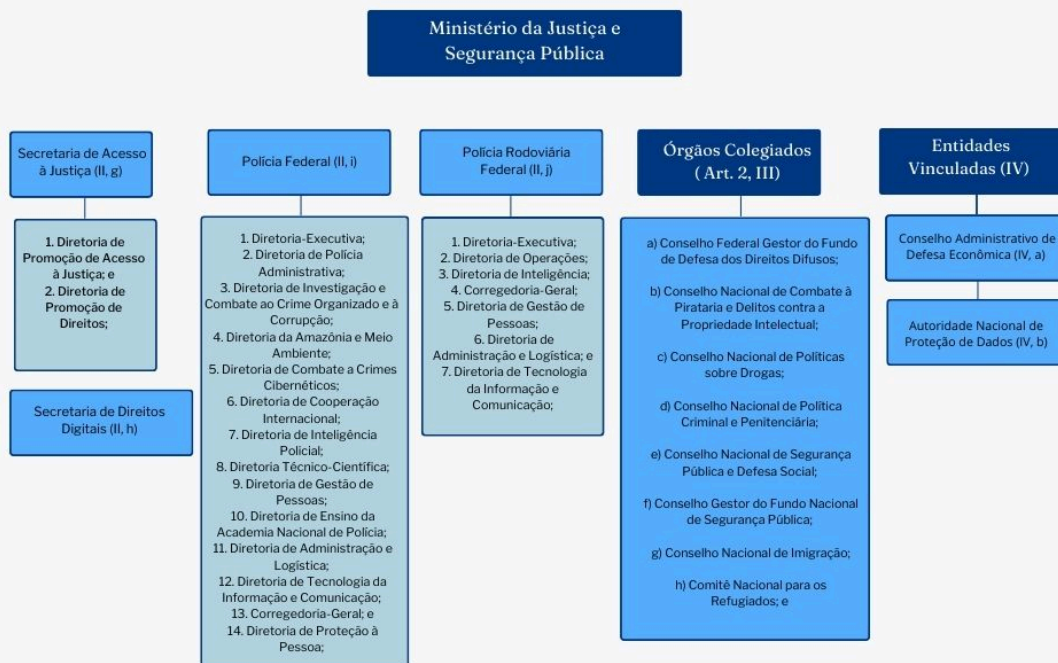 Ministério da Justiça e
Segurança Pública
Secretaria de Acesso
à Justiça (II, g)
1. Diretoria de
Promoção de Acesso
à Justiça; e
2. Diretoria de
Promoção de
Direitos;
Secretaria de Direitos
Digitais (II, h)
Polícia Federal (II, i)
1. Diretoria-Executiva;
2. Diretoria de Polícia
Administrativa;
3. Diretoria de Investigação e
Combate ao Crime Organizado e à
Corrupção;
4. Diretoria da Amazônia e Meio
Ambiente;
5. Diretoria de Combate a Crimes
Cibernéticos;
6. Diretoria de Cooperação
Internacional;
7. Diretoria de Inteligência
Policial;
8. Diretoria Técnico-Científica;
9. Diretoria de Gestão de
Pessoas;
10. Diretoria de Ensino da
Academia Nacional de Polícia;
11. Diretoria de Administração e
Logística;
12. Diretoria de Tecnologia da
Informação e Comunicação;
13. Corregedoria-Geral; e
14. Diretoria de Proteção à
Pessoa;
Polícia Rodoviária
Federal (II, j)
1. Diretoria-Executiva;
2. Diretoria de Operações;
3. Diretoria de Inteligência;
4. Corregedoria-Geral;
5. Diretoria de Gestão de
Pessoas;
6. Diretoria de
Administração e Logística; e
7. Diretoria de Tecnologia
da Informação e
Comunicação;
Órgãos Colegiados
( Art. 2, III)
a) Conselho Federal Gestor do Fundo
de Defesa dos Direitos Difusos;
b) Conselho Nacional de Combate à
Pirataria e Delitos contra a
Propriedade Intelectual;
c) Conselho Nacional de Políticas
sobre Drogas;
d) Conselho Nacional de Política
Criminal e Penitenciária;
e) Conselho Nacional de Segurança
Pública e Defesa Social;
f) Conselho Gestor do Fundo Nacional
de Segurança Pública;
g) Conselho Nacional de Imigração;
h) Comitê Nacional para os
Refugiados; e
Entidades
Vinculadas (IV)
Conselho Administrativo de
Defesa Econômica (IV, a)
Autoridade Nacional de
Proteção de Dados (IV, b)